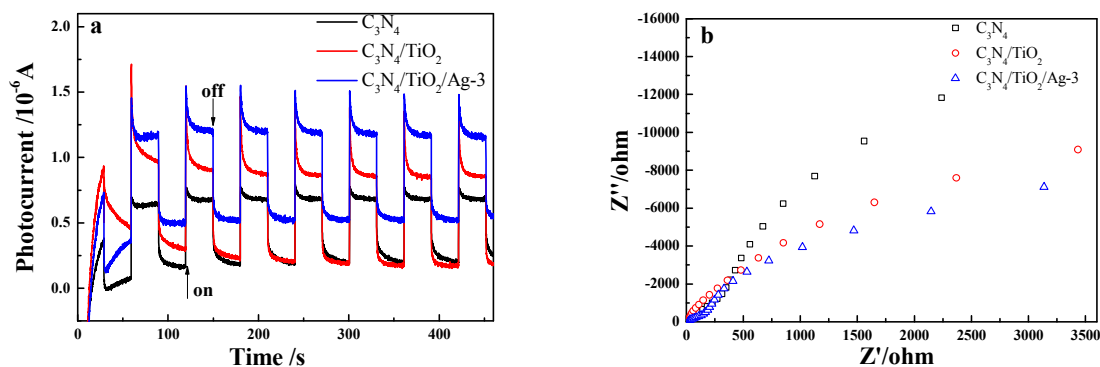 a
C₃N₄
C₃N₄/TiO₂
C₃N₄/TiO₂/Ag-3
off
on
2.0
1.5
1.0
0.5
0.0
0 100 200 300 400
Photocurrent /10⁻⁶ A
Time /s
b
C₃N₄
C₃N₄/TiO₂
C₃N₄/TiO₂/Ag-3
-16000
-14000
-12000
-10000
-8000
-6000
-4000
-2000
0
0 500 1000 1500 2000 2500 3000 3500
Z''/ohm
Z'/ohm